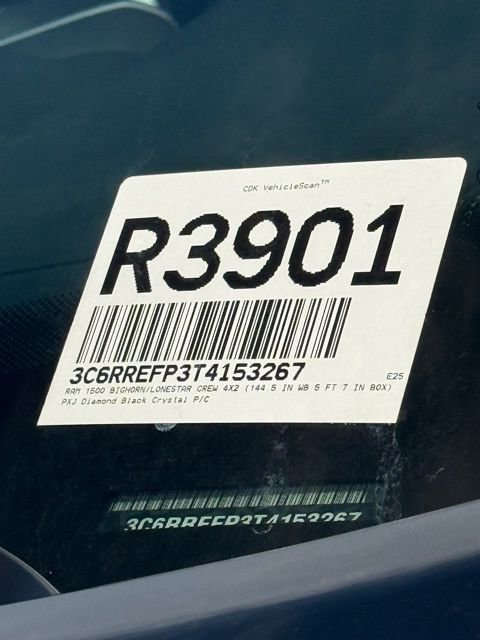 CDK VehicleScan™
R3901
3C6RREFP3T4153267
E25
RAM 1500 BIGHORN/LONESTAR CREW 4X2 (144.5 IN WB 5 FT 7 IN BOX)
PXJ Diamond Black Crystal P/C
3C6RREFP3T4153267